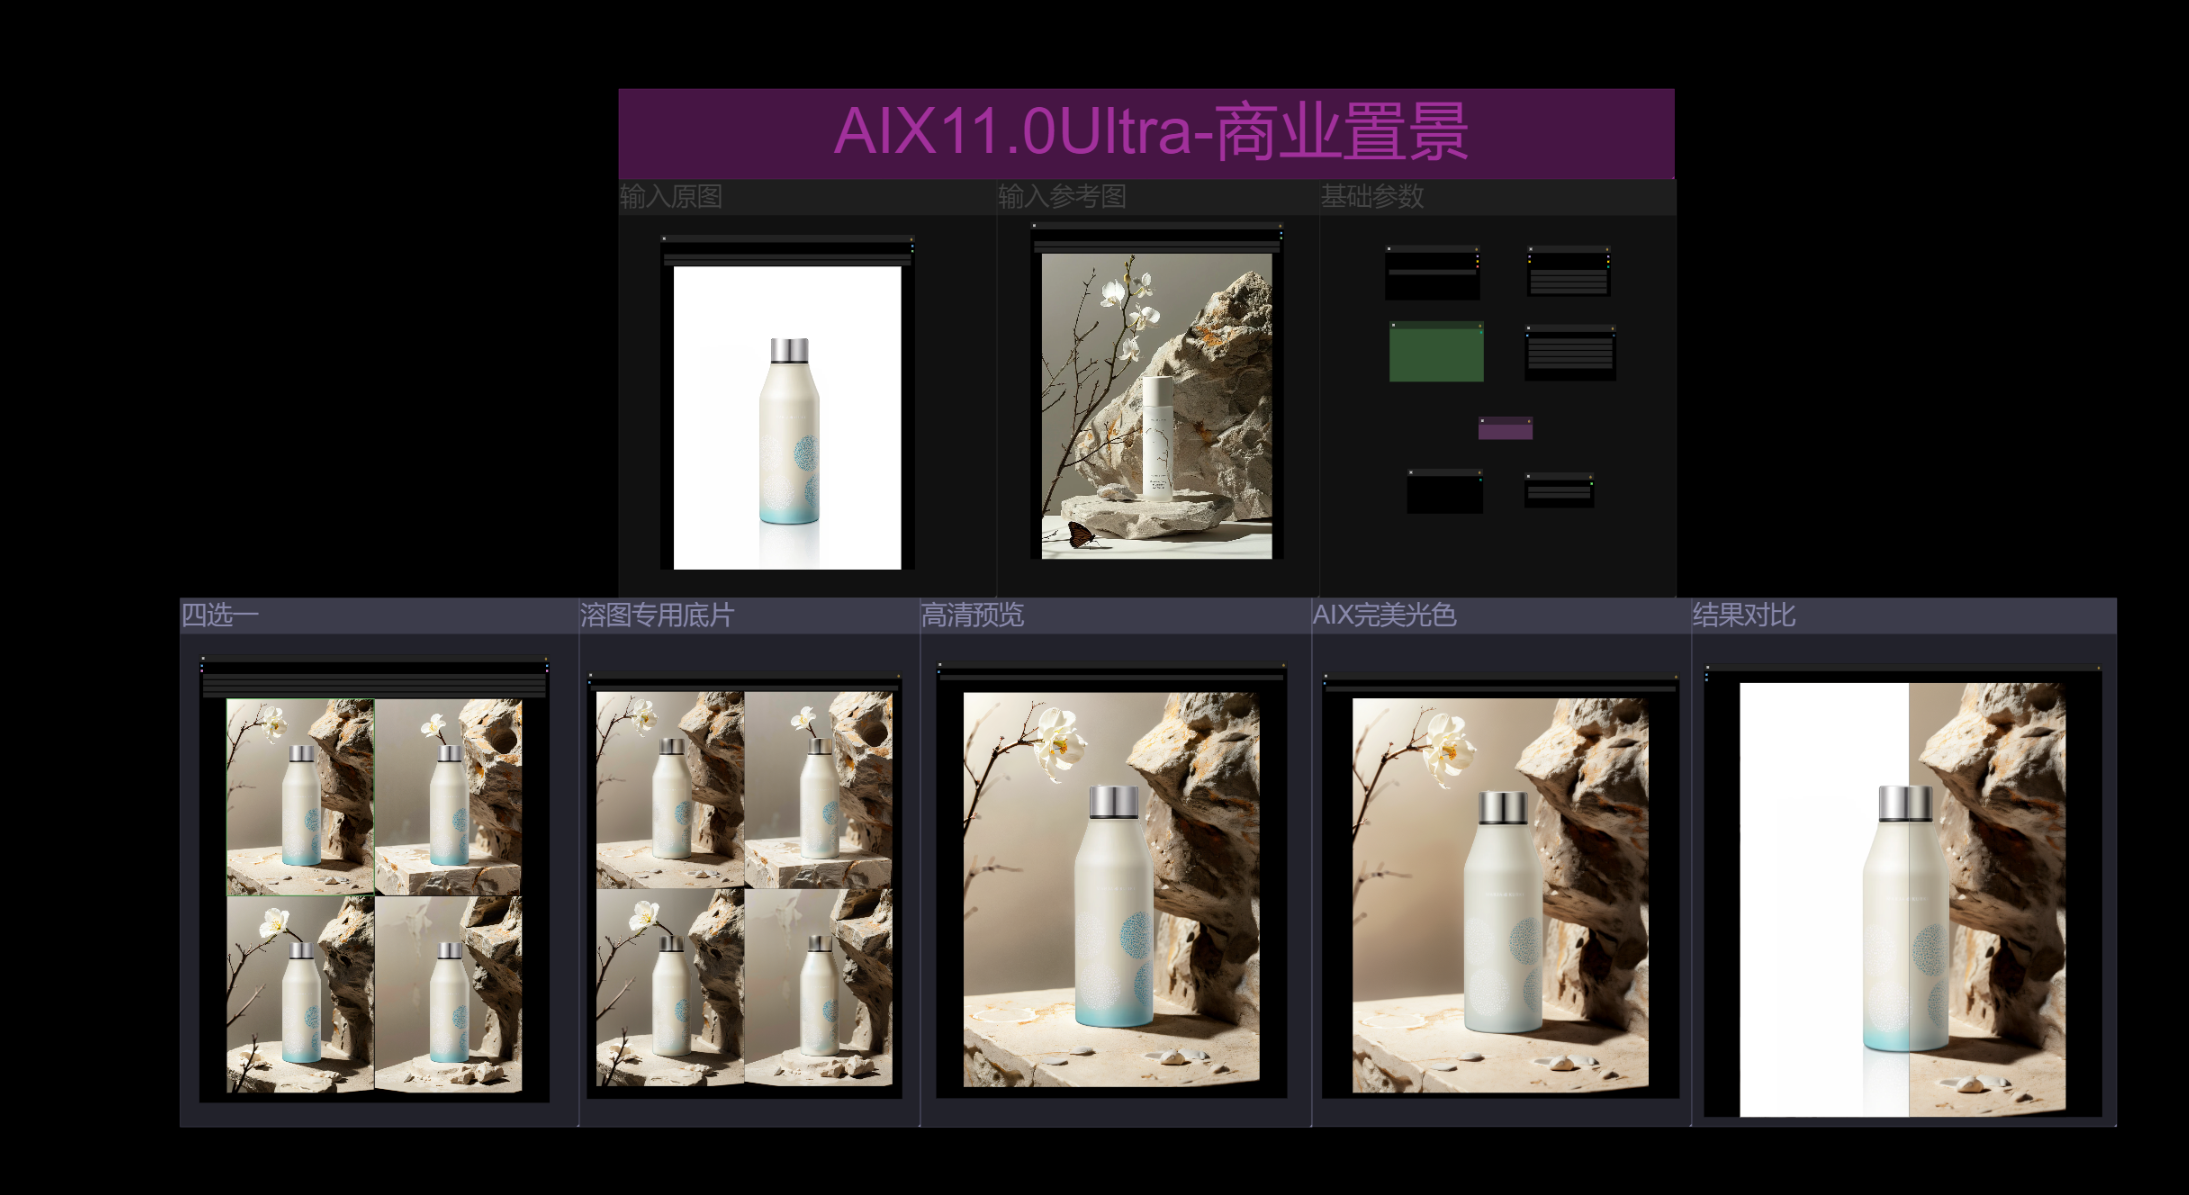 AIX11.0Ultra-商业置景
输入原图
输入参考图
基础参数
四选一
溶图专用底片
高清预览
AIX完美光色
结果对比